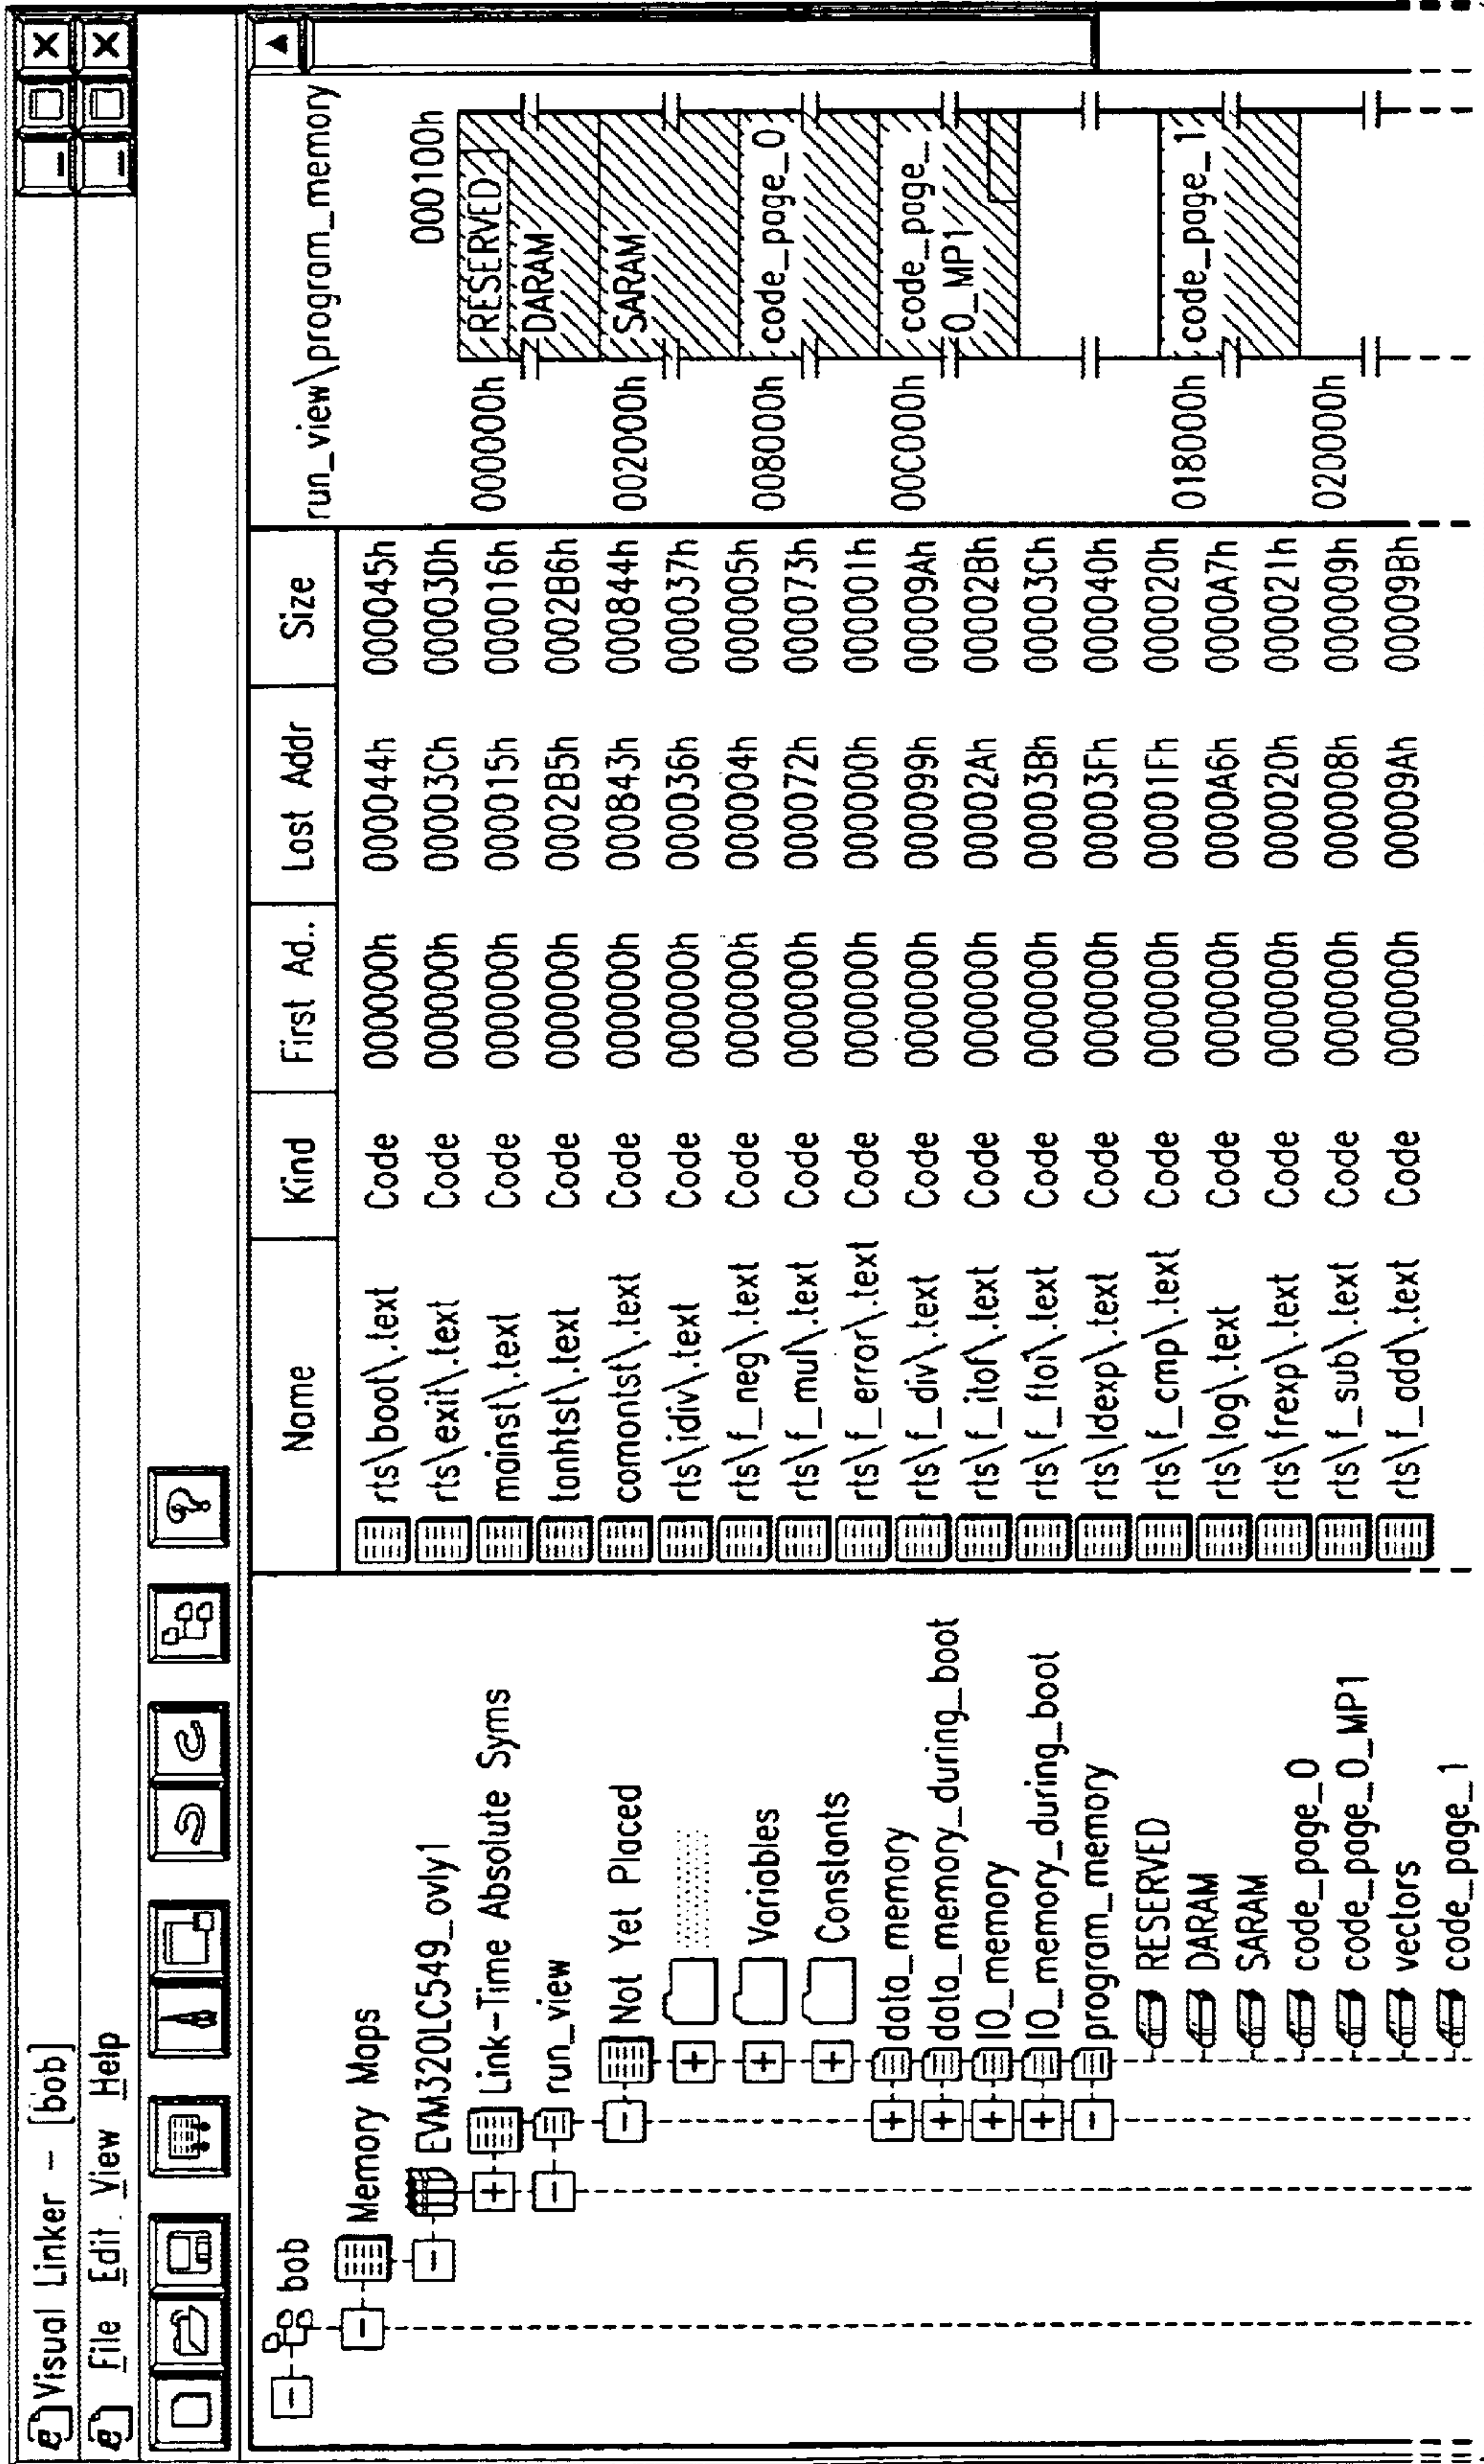 Visual Linker – [bob]
File Edit View Help
bob
Memory Maps
EVM320LC549_ovly1
Link–Time Absolute Syms
run_view
Not Yet Placed
Variables
Constants
data_memory
data_memory_during_boot
IO_memory
IO_memory_during_boot
program_memory
RESERVED
DARAM
SARAM
code_page_0
code_page_0_MP1
vectors
code_page_1
Name Kind First Ad.. Last Addr Size
rts\boot\.text Code 000000h 000044h 000045h
rts\exit\.text Code 000000h 00003Ch 00003Dh
mainst\.text Code 000000h 000015h 000016h
tanhtst\.text Code 000000h 0002B5h 0002B6h
comontst\.text Code 000000h 000843h 000844h
rts\idiv\.text Code 000000h 000036h 000037h
rts\f_neg\.text Code 000000h 000004h 000005h
rts\f_mul\.text Code 000000h 000072h 000073h
rts\f_error\.text Code 000000h 000000h 000001h
rts\f_div\.text Code 000000h 000099h 00009Ah
rts\f_itof\.text Code 000000h 00002Ah 00002Bh
rts\f_ftoi\.text Code 000000h 00003Bh 00003Ch
rts\ldexp\.text Code 000000h 00003Fh 000040h
rts\f_cmp\.text Code 000000h 00001Fh 000020h
rts\log\.text Code 000000h 0000A6h 0000A7h
rts\frexp\.text Code 000000h 000020h 000021h
rts\f_sub\.text Code 000000h 000008h 000009h
rts\f_add\.text Code 000000h 00009Ah 00009Bh
run_view\program_memory
000100h
000000h RESERVED
DARAM
002000h SARAM
008000h code_page_0
00C000h code_page_
0_MP1
018000h code_page_1
020000h